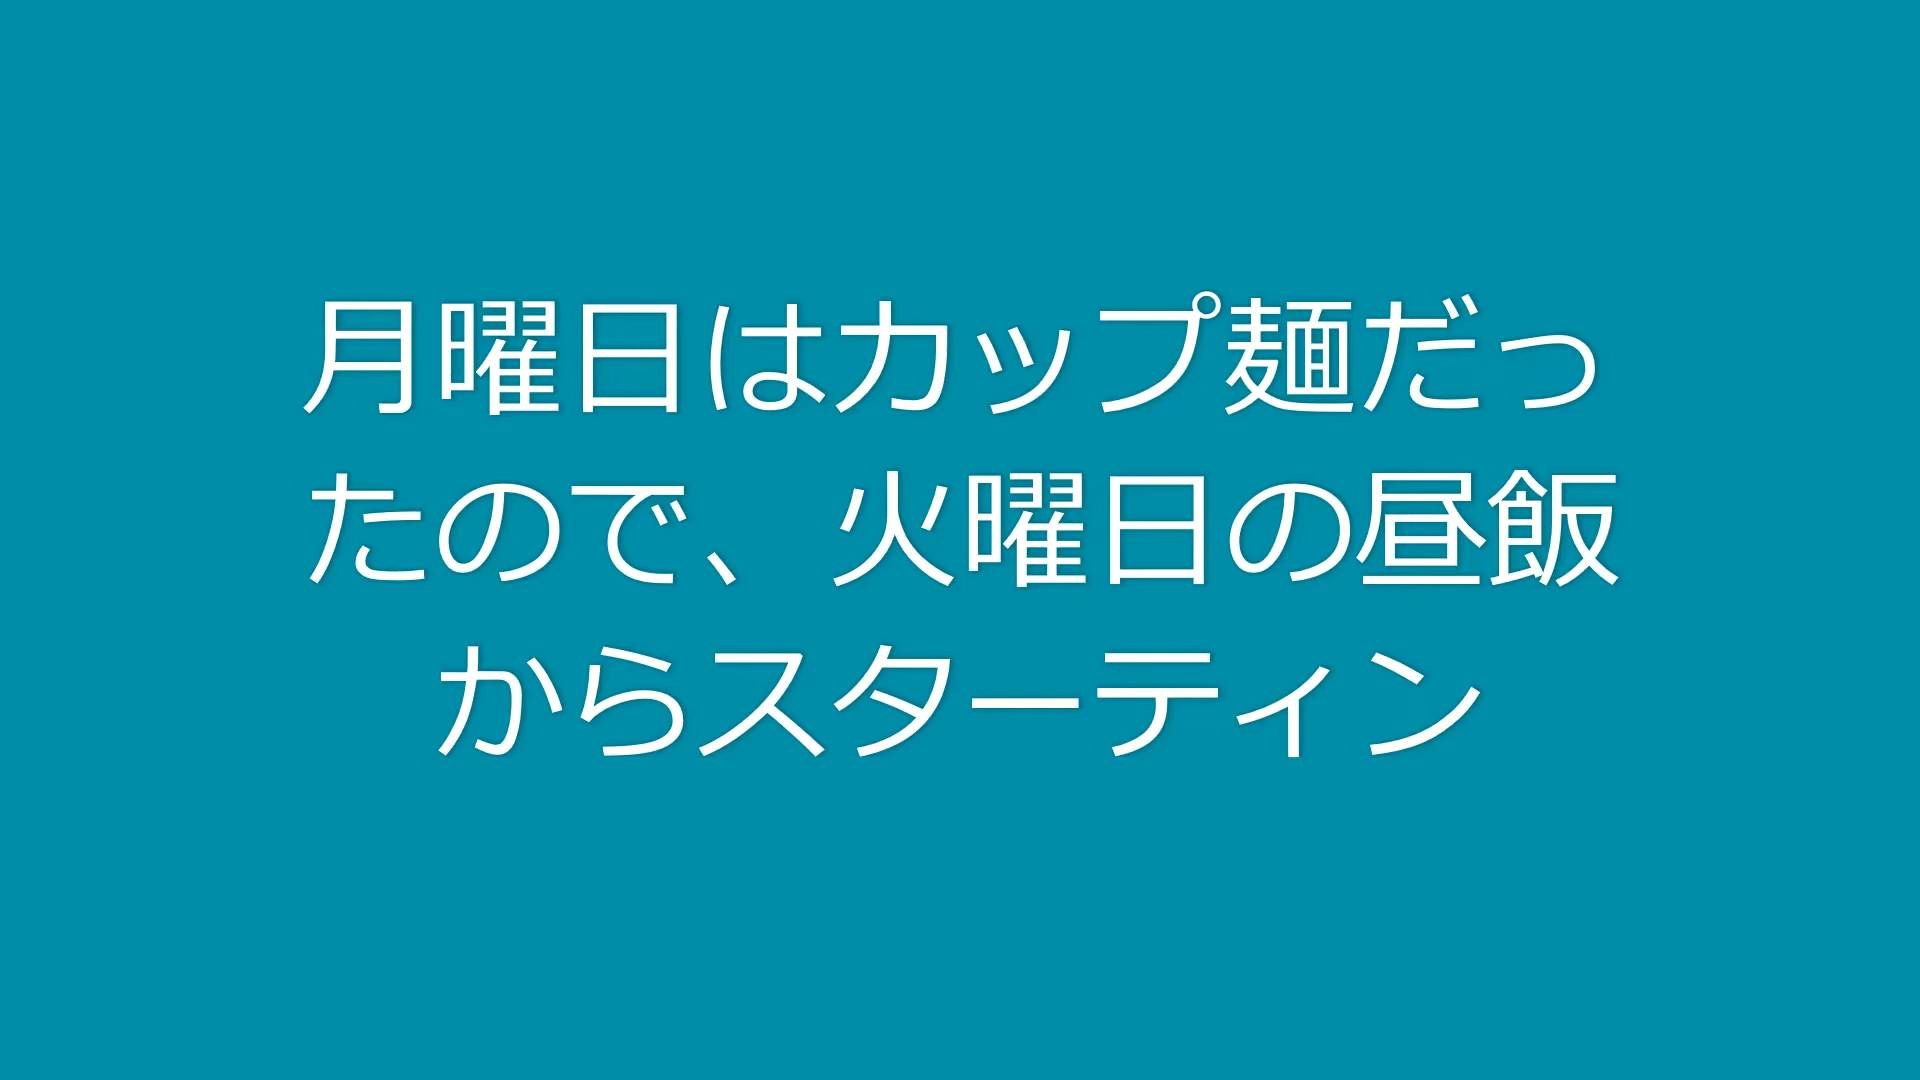 月曜日はカップ麺だっ
たので、火曜日の昼飯
からスターティン